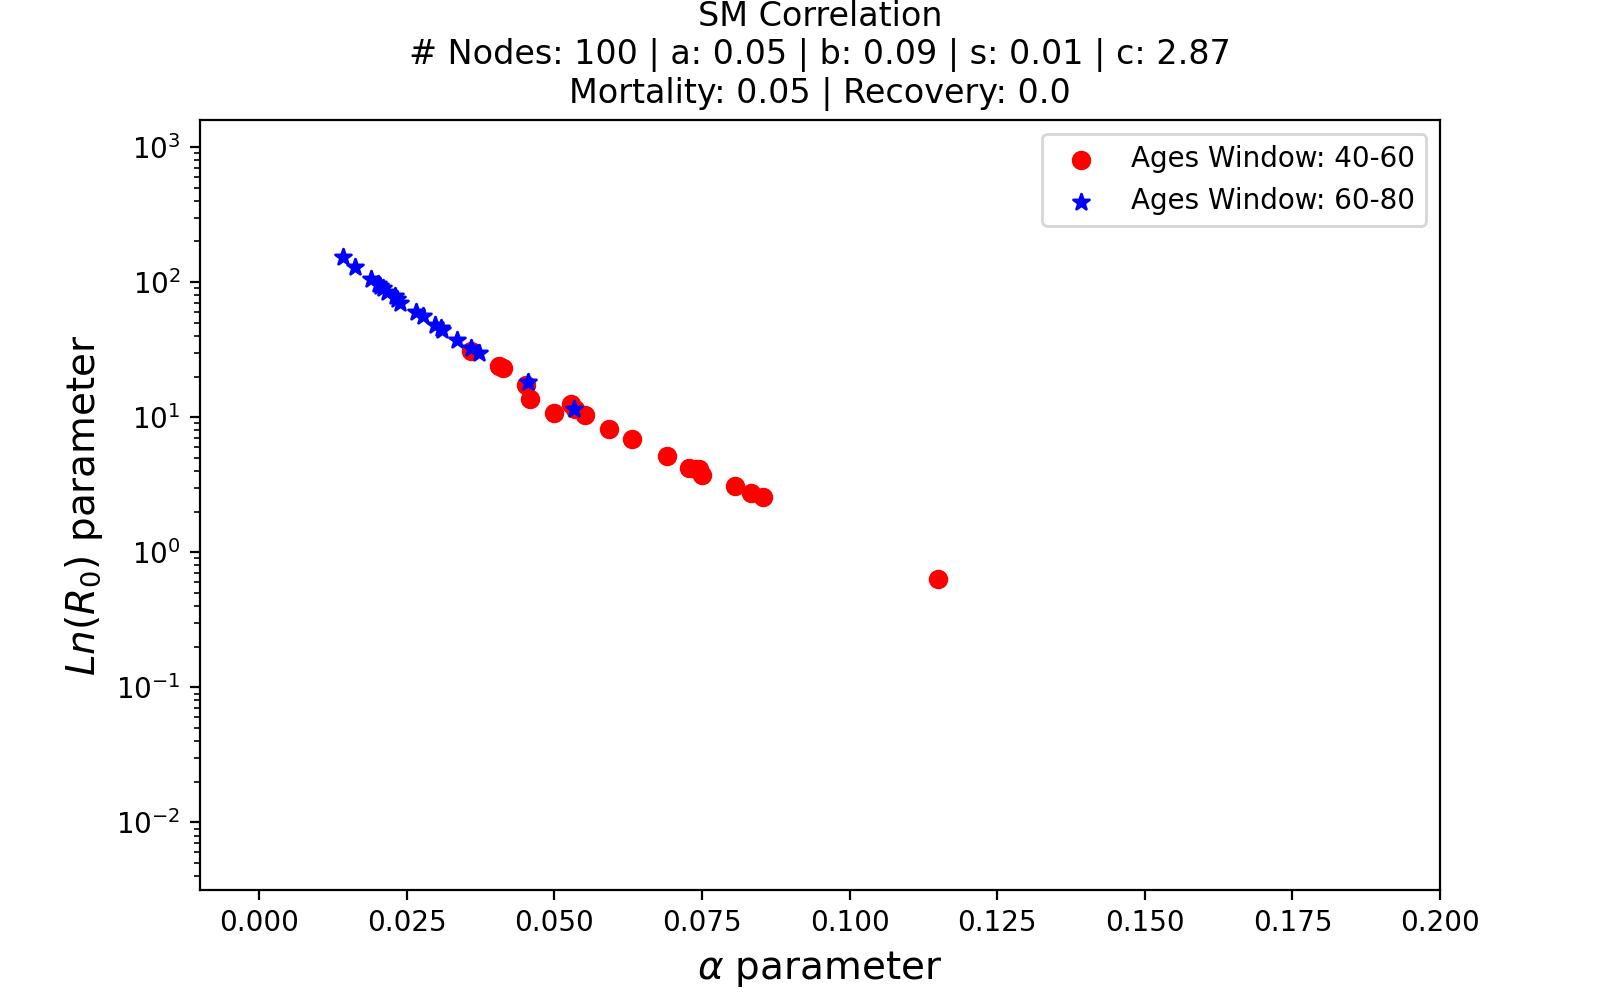 SM Correlation
# Nodes: 100 | a: 0.05 | b: 0.09 | s: 0.01 | c: 2.87
Mortality: 0.05 | Recovery: 0.0
Ages Window: 40-60
Ages Window: 60-80
10³
10²
10¹
10⁰
10⁻¹
10⁻²
Ln(R₀) parameter
0.000 0.025 0.050 0.075 0.100 0.125 0.150 0.175 0.200
α parameter